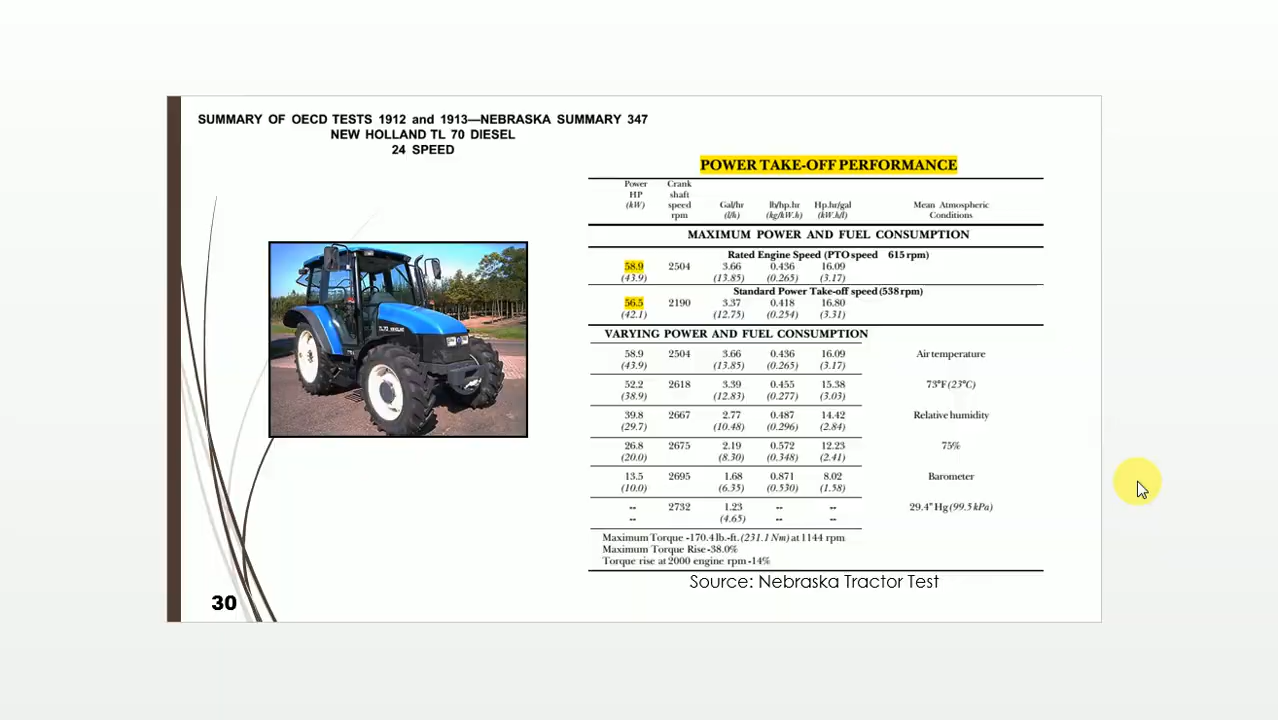 SUMMARY OF OECD TESTS 1912 and 1913—NEBRASKA SUMMARY 347
NEW HOLLAND TL 70 DIESEL
24 SPEED
POWER TAKE-OFF PERFORMANCE
Power HP (kW) Crank shaft speed rpm Gal/hr (l/h) lb/hp.hr (kg/kW.h) Hp.hr/gal (kW.h/l) Mean Atmospheric Conditions
MAXIMUM POWER AND FUEL CONSUMPTION
Rated Engine Speed (PTO speed 615 rpm)
58.9 2504 3.66 0.436 16.09
(43.9) (13.85) (0.265) (3.17)
Standard Power Take-off speed (538 rpm)
56.5 2190 3.37 0.418 16.80
(42.1) (12.75) (0.254) (3.31)
VARYING POWER AND FUEL CONSUMPTION
58.9 2504 3.66 0.436 16.09 Air temperature
(43.9) (13.85) (0.265) (3.17)
52.2 2618 3.39 0.455 15.38 73°F (23°C)
(38.9) (12.83) (0.277) (3.03)
39.8 2667 2.77 0.487 14.42 Relative humidity
(29.7) (10.48) (0.296) (2.84)
26.8 2675 2.19 0.572 12.23 75%
(20.0) (8.30) (0.348) (2.41)
13.5 2695 1.68 0.871 8.02 Barometer
(10.0) (6.35) (0.530) (1.58)
-- 2732 1.23 -- -- 29.4" Hg (99.5 kPa)
-- (4.65) -- --
Maximum Torque -170.4 lb.-ft. (231.1 Nm) at 1144 rpm
Maximum Torque Rise -38.0%
Torque rise at 2000 engine rpm -14%
Source: Nebraska Tractor Test
30